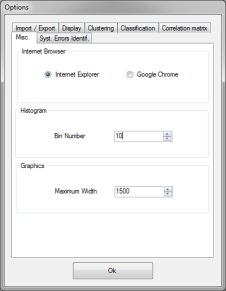 Options
Import / Export Display Clustering Classification Correlation matrix
Misc. Syst. Errors Identif.
Internet Browser
Internet Explorer Google Chrome
Histogram
Bin Number 10
Graphics
Maximum Width 1500
Ok